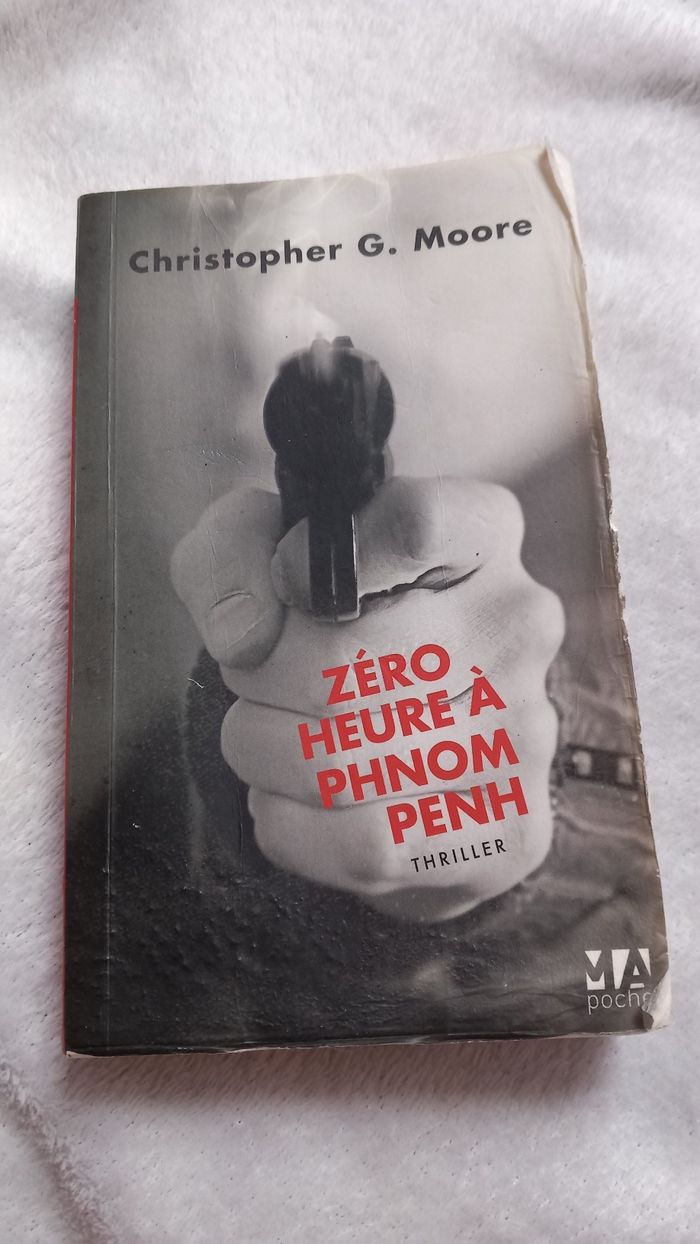 Christopher G. Moore
ZÉRO
HEURE À
PHNOM
PENH
THRILLER
MA
poche